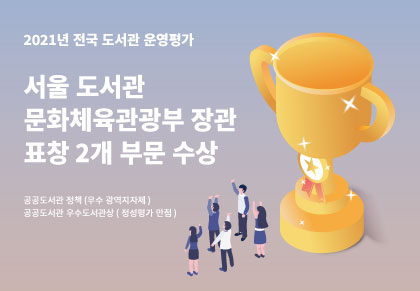 2021년 전국 도서관 운영평가
서울 도서관
문화체육관광부 장관
표창 2개 부문 수상
공공도서관 정책 (우수 광역지자체 )
공공도서관 우수도서관상 ( 정성평가 만점 )